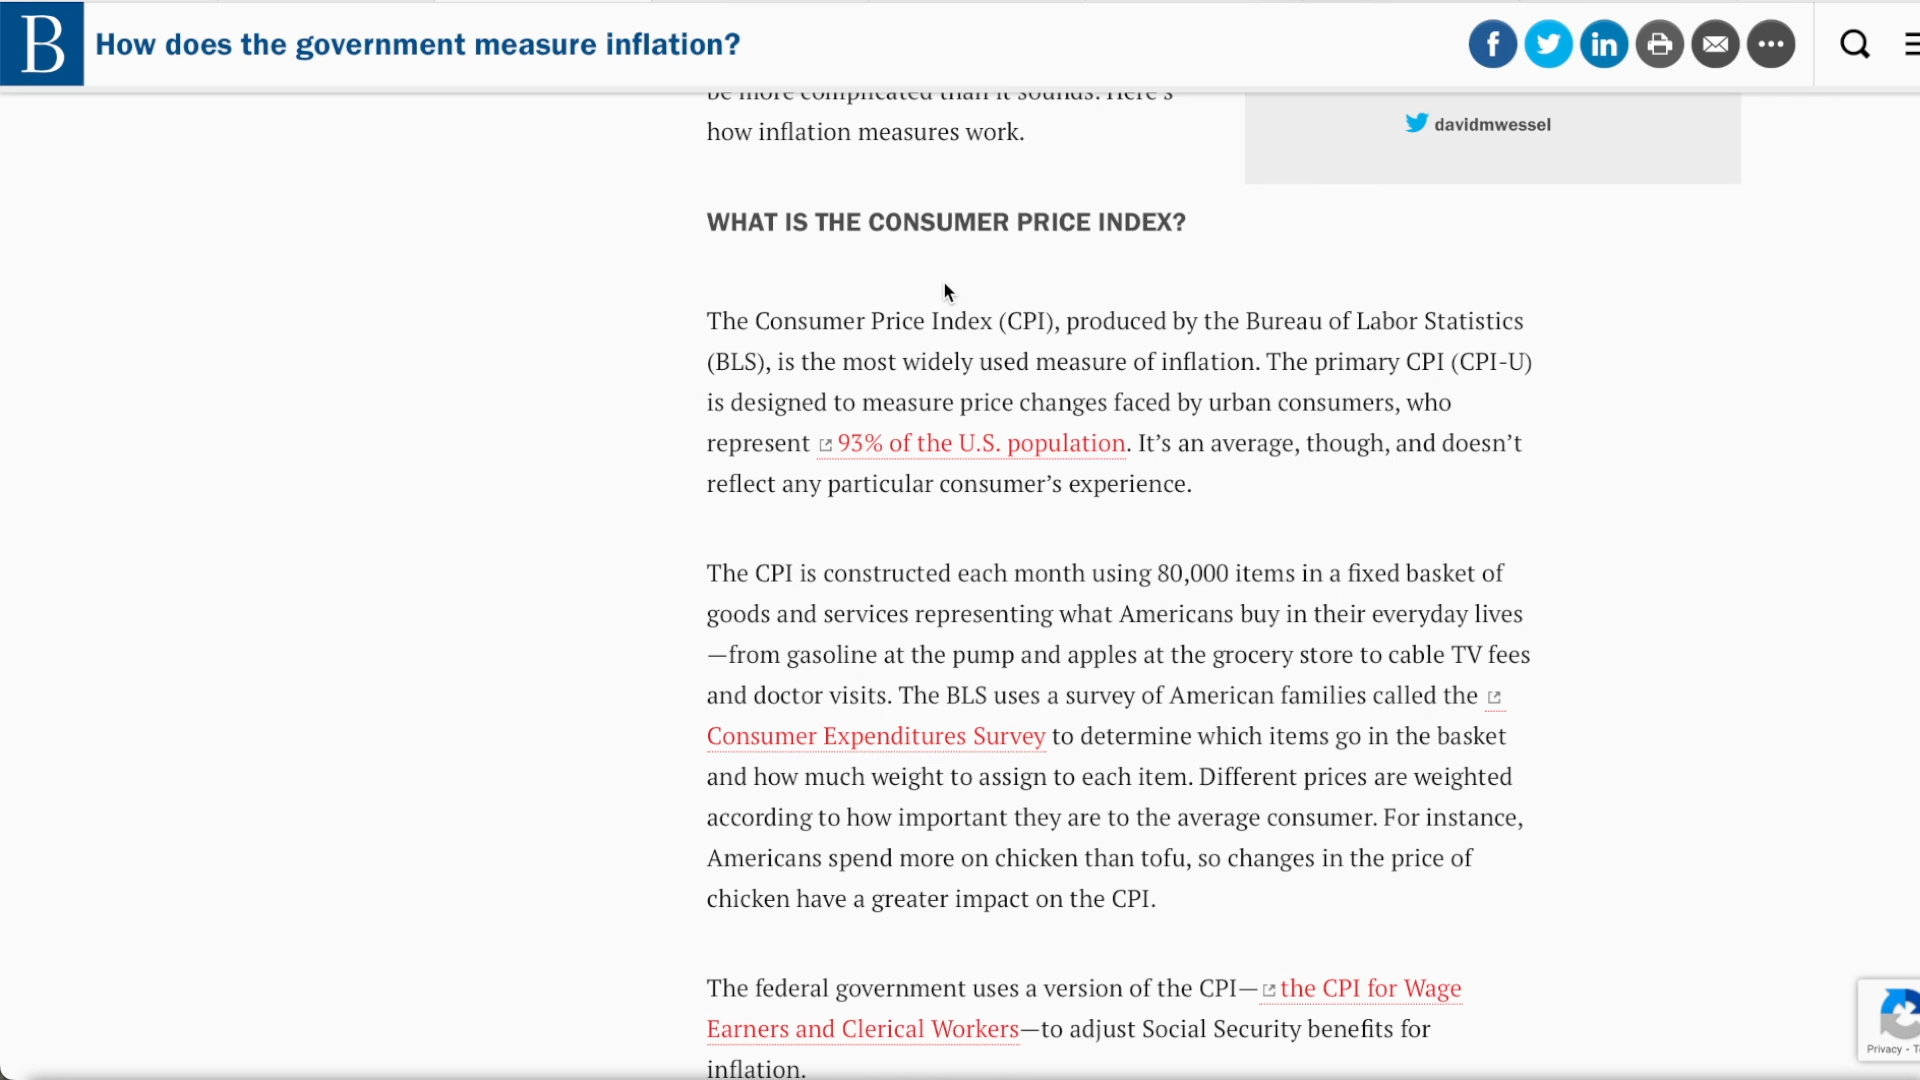 B How does the government measure inflation?
be more complicated than it sounds. Here's
how inflation measures work.
davidmwessel
WHAT IS THE CONSUMER PRICE INDEX?
The Consumer Price Index (CPI), produced by the Bureau of Labor Statistics
(BLS), is the most widely used measure of inflation. The primary CPI (CPI-U)
is designed to measure price changes faced by urban consumers, who
represent 93% of the U.S. population. It’s an average, though, and doesn’t
reflect any particular consumer’s experience.
The CPI is constructed each month using 80,000 items in a fixed basket of
goods and services representing what Americans buy in their everyday lives
—from gasoline at the pump and apples at the grocery store to cable TV fees
and doctor visits. The BLS uses a survey of American families called the
Consumer Expenditures Survey to determine which items go in the basket
and how much weight to assign to each item. Different prices are weighted
according to how important they are to the average consumer. For instance,
Americans spend more on chicken than tofu, so changes in the price of
chicken have a greater impact on the CPI.
The federal government uses a version of the CPI—the CPI for Wage
Earners and Clerical Workers—to adjust Social Security benefits for
inflation.
Privacy -